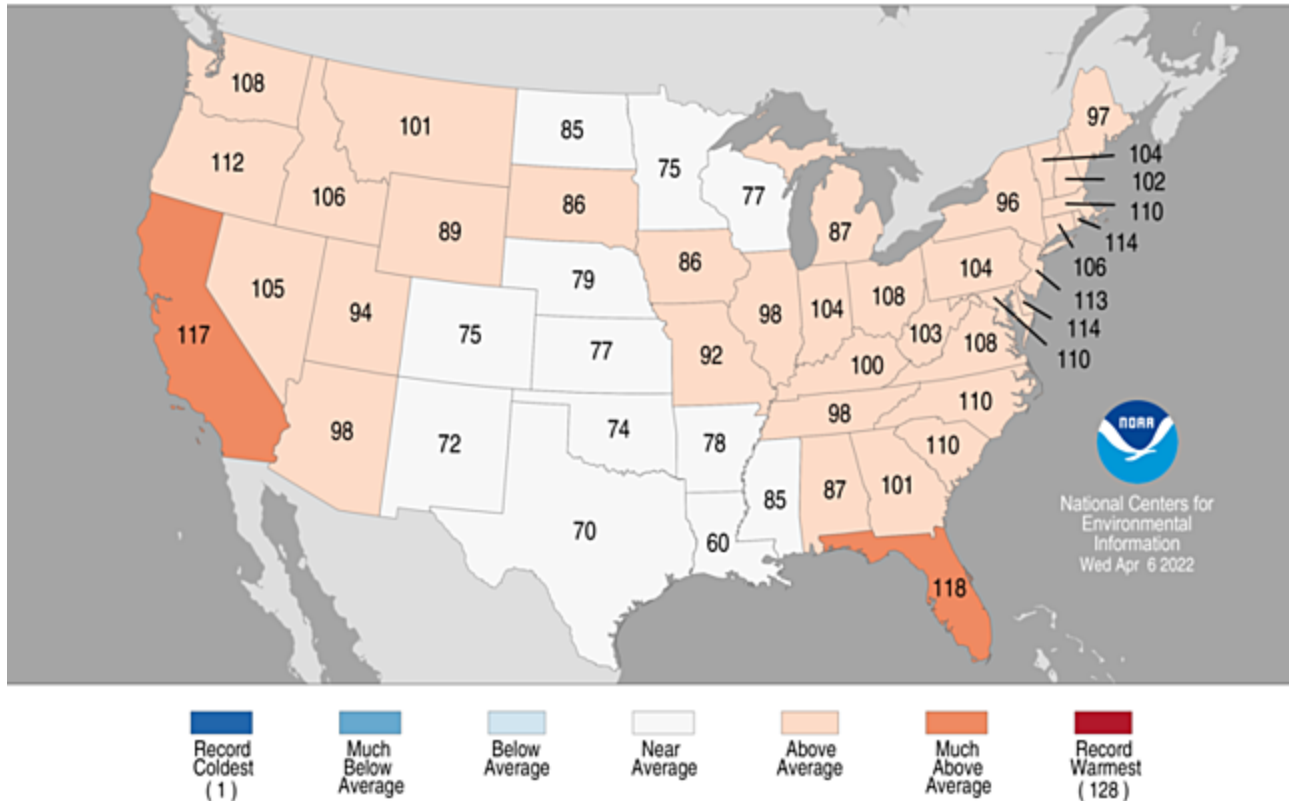 108
101
85
75
77
97
112
106
89
86
87
96
104
102
110
114
106
113
114
110
105
94
75
79
86
98
104
108
104
103
108
117
98
72
77
92
100
98
110
110
74
78
85
87
101
70
60
118
NOAA
National Centers for
Environmental
Information
Wed Apr 6 2022
Record
Coldest
( 1 )
Much
Below
Average
Below
Average
Near
Average
Above
Average
Much
Above
Average
Record
Warmest
( 128 )